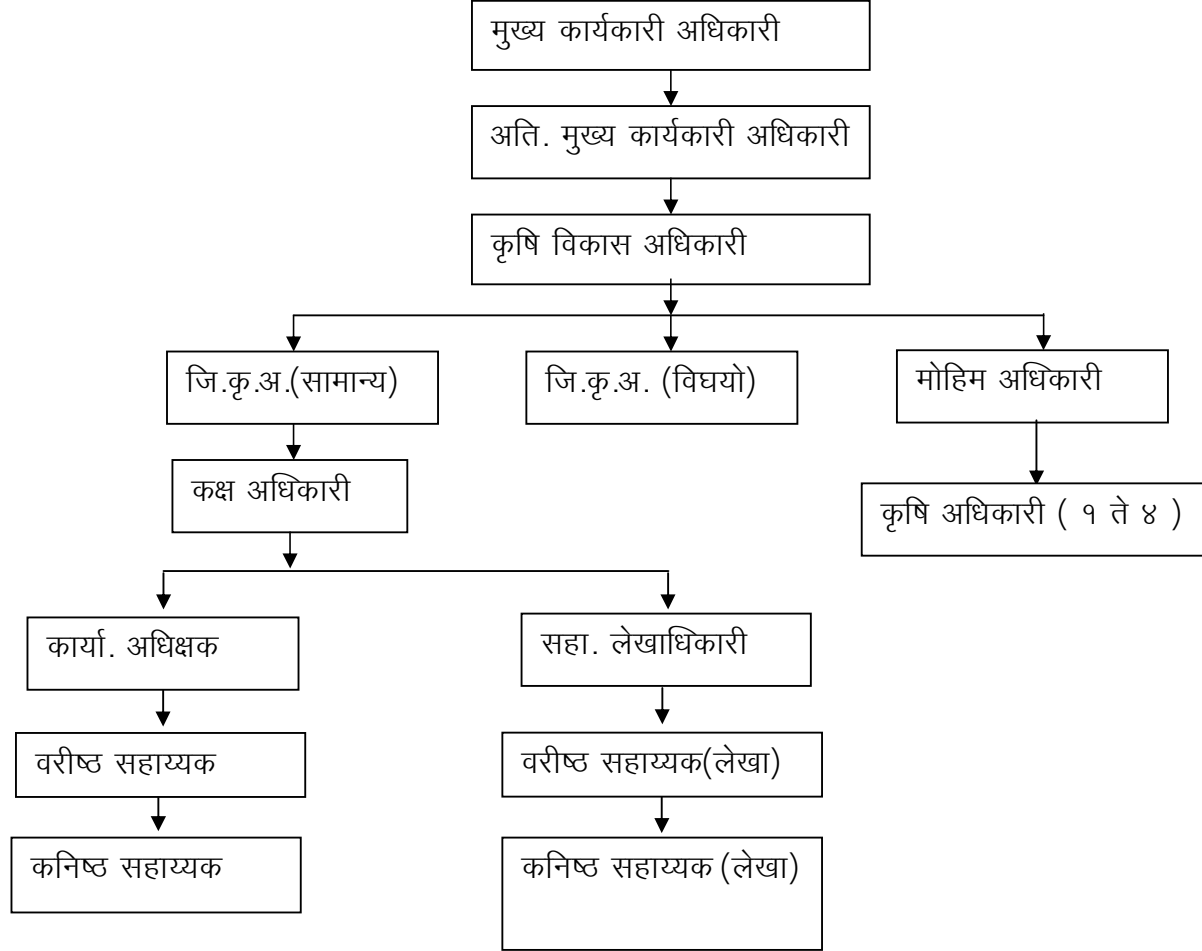 मुख्य कार्यकारी अधिकारी
अति. मुख्य कार्यकारी अधिकारी
कृषि विकास अधिकारी
जि.कृ.अ.(सामान्य)
जि.कृ.अ. (विघयो)
मोहिम अधिकारी
कक्ष अधिकारी
कृषि अधिकारी ( १ ते ४ )
कार्या. अधिक्षक
सहा. लेखाधिकारी
वरीष्ठ सहाय्यक
वरीष्ठ सहाय्यक(लेखा)
कनिष्ठ सहाय्यक
कनिष्ठ सहाय्यक (लेखा)